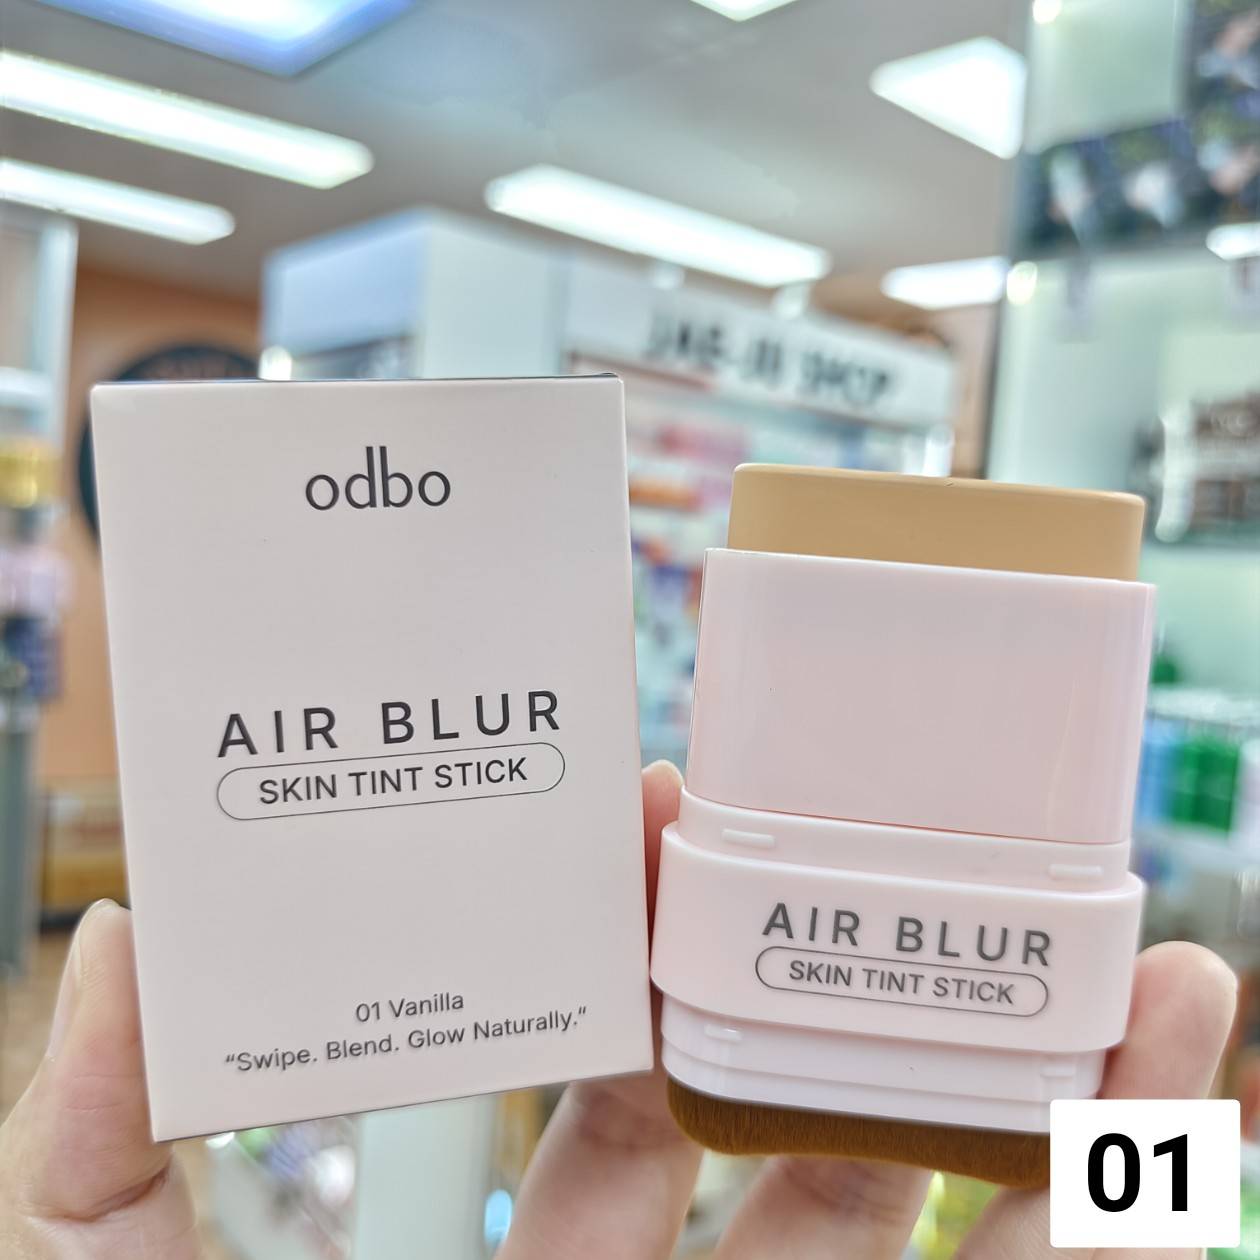 odbo
AIR BLUR
SKIN TINT STICK
01 Vanilla
“Swipe. Blend. Glow Naturally.”
AIR BLUR
SKIN TINT STICK
01